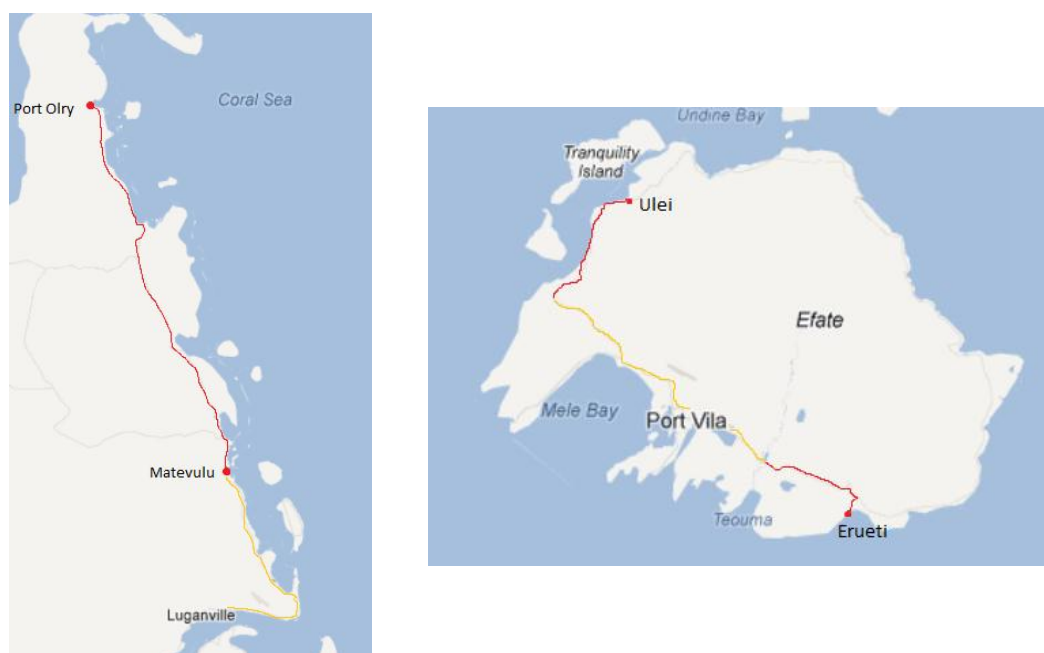 Port Olry
Coral Sea
Matevulu
Luganville
Undine Bay
Tranquility
Island
Ulei
Efate
Mele Bay
Port Vila
Teouma
Erueti